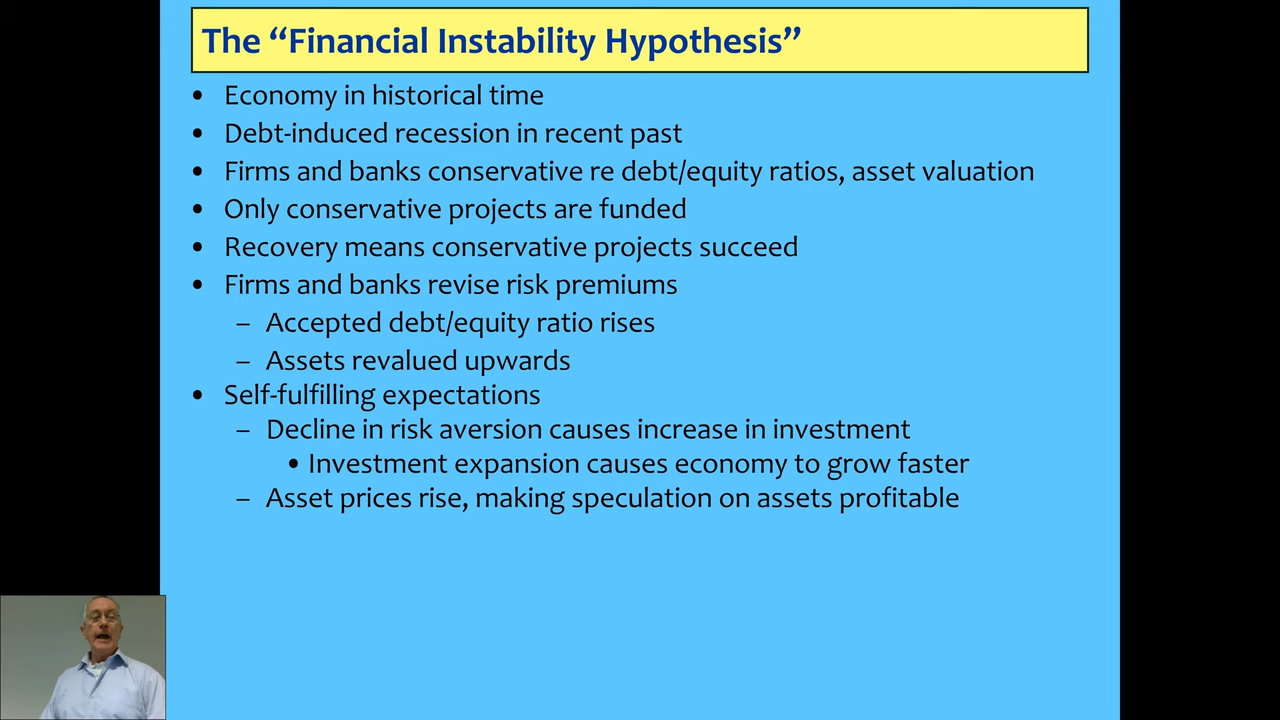 The “Financial Instability Hypothesis”
• Economy in historical time
• Debt-induced recession in recent past
• Firms and banks conservative re debt/equity ratios, asset valuation
• Only conservative projects are funded
• Recovery means conservative projects succeed
• Firms and banks revise risk premiums
– Accepted debt/equity ratio rises
– Assets revalued upwards
• Self-fulfilling expectations
– Decline in risk aversion causes increase in investment
• Investment expansion causes economy to grow faster
– Asset prices rise, making speculation on assets profitable